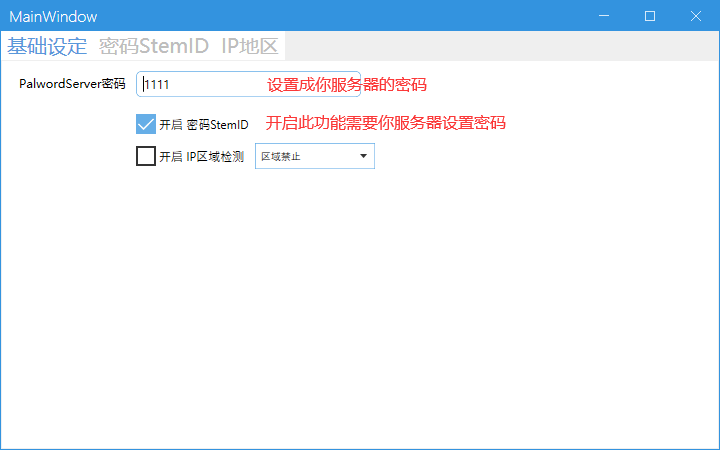 MainWindow
基础设定 密码StemID IP地区
PalwordServer密码 1111 设置成你服务器的密码
开启 密码StemID 开启此功能需要你服务器设置密码
开启 IP区域检测 区域禁止